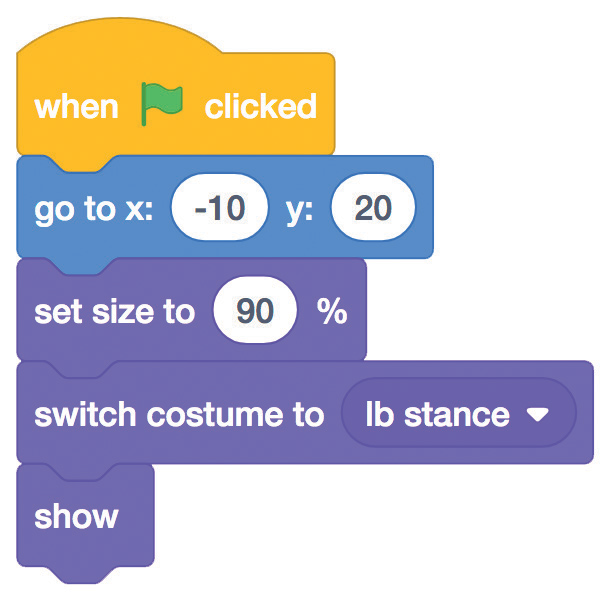 when clicked
go to x: -10 y: 20
set size to 90 %
switch costume to lb stance
show